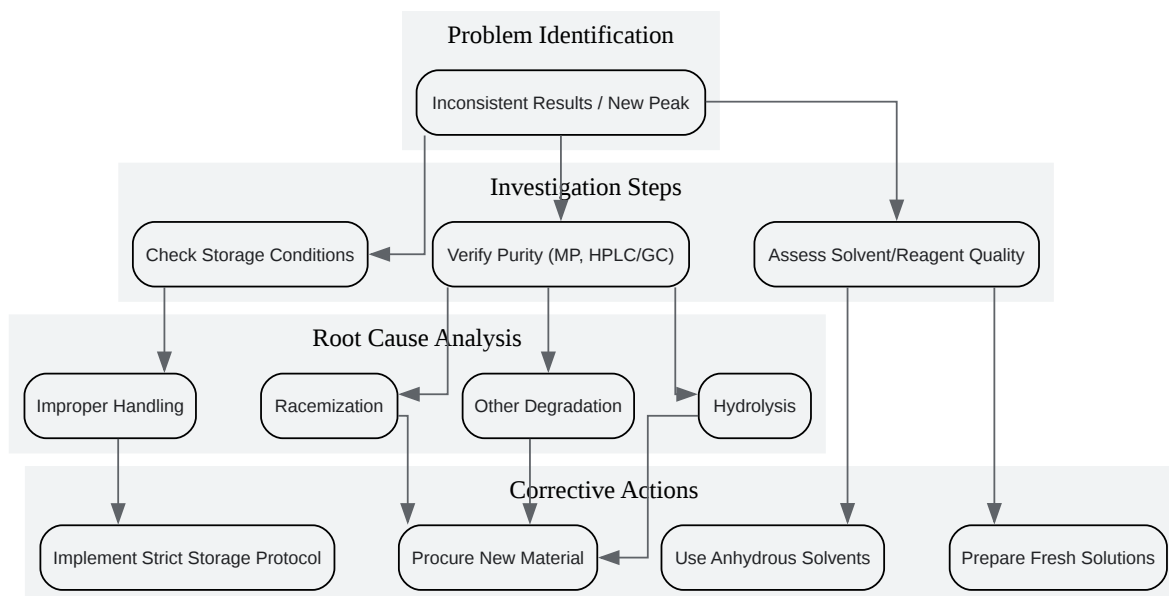 Problem Identification
Inconsistent Results / New Peak
Investigation Steps
Check Storage Conditions
Verify Purity (MP, HPLC/GC)
Assess Solvent/Reagent Quality
Root Cause Analysis
Improper Handling
Racemization
Other Degradation
Hydrolysis
Corrective Actions
Implement Strict Storage Protocol
Procure New Material
Use Anhydrous Solvents
Prepare Fresh Solutions